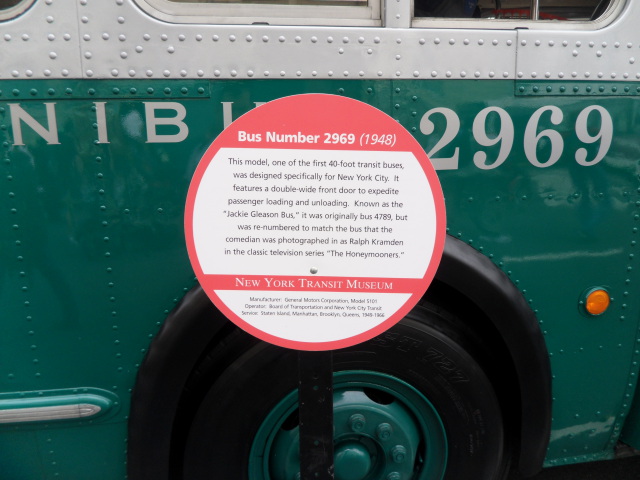 NIBU
2969
Bus Number 2969 (1948)
This model, one of the first 40-foot transit buses,
was designed specifically for New York City. It
features a double-wide front door to expedite
passenger loading and unloading. Known as the
"Jackie Gleason Bus," it was originally bus 4789, but
was re-numbered to match the bus that the
comedian was photographed in as Ralph Kramden
in the classic television series "The Honeymooners."
NEW YORK TRANSIT MUSEUM
Manufacturer: General Motors Corporation, Model 5101
Operator: Board of Transportation and New York City Transit
Service: Staten Island, Manhattan, Brooklyn, Queens, 1949-1966